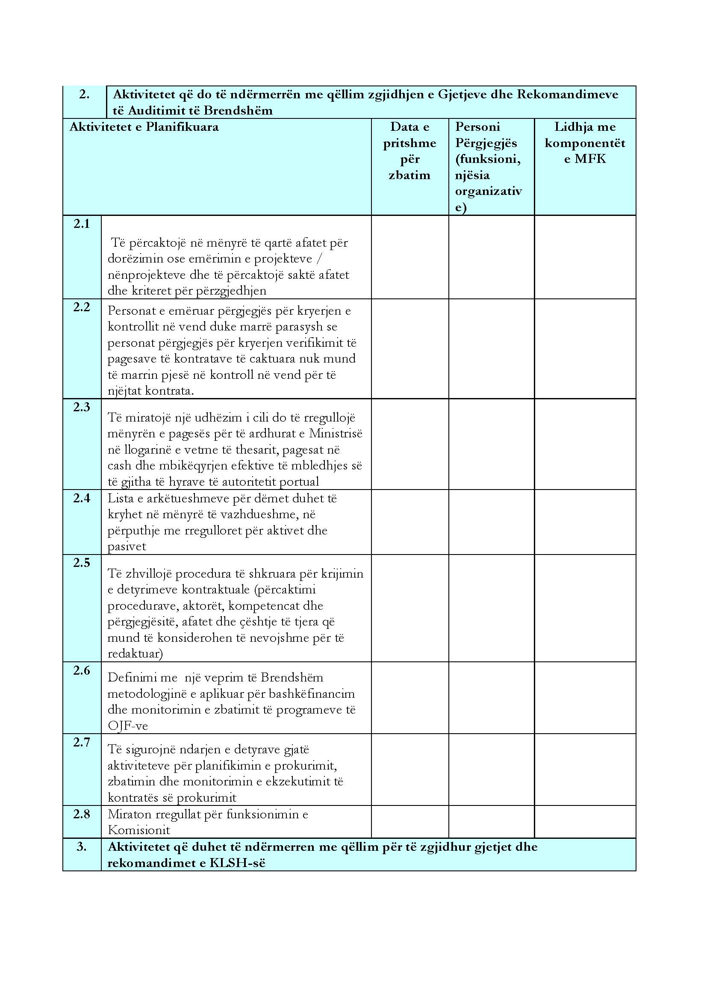 2.
Aktivitetet që do të ndërmerrën me qëllim zgjidhjen e Gjetjeve dhe Rekomandimeve
të Auditimit të Brendshëm
Aktivitetet e Planifikuara
Data e
pritshme
për
zbatim
Personi
Përgjegjës
(funksioni,
njësia
organizativ
e)
Lidhja me
komponentët
e MFK
2.1
Të përcaktojë në mënyrë të qartë afatet për
dorëzimin ose emërimin e projekteve /
nënprojekteve dhe të përcaktojë saktë afatet
dhe kriteret për përzgjedhjen
2.2
Personat e emëruar përgjegjës për kryerjen e
kontrollit në vend duke marrë parasysh se
personat përgjegjës për kryerjen verifikimit të
pagesave të kontratave të caktuara nuk mund
të marrin pjesë në kontroll në vend për të
njëjtat kontrata.
2.3
Të miratojë një udhëzim i cili do të rregullojë
mënyrën e pagesës për të ardhurat e Ministrisë
në llogarinë e vetme të thesarit, pagesat në
cash dhe mbikëqyrjen efektive të mbledhjes së
të gjitha të hyrave të autoritetit portual
2.4
Lista e arkëtueshmeve për dëmet duhet të
kryhet në mënyrë të vazhdueshme, në
përputhje me rregulloret për aktivet dhe
pasivet
2.5
Të zhvillojë procedura të shkruara për krijimin
e detyrimeve kontraktuale (përcaktimi
procedurave, aktorët, kompetencat dhe
përgjegjësitë, afatet dhe çështje të tjera që
mund të konsiderohen të nevojshme për të
redaktuar)
2.6
Definimi me  një veprim të Brendshëm
metodologjinë e aplikuar për bashkëfinancim
dhe monitorimin e zbatimit të programeve të
OJF-ve
2.7
Të sigurojnë ndarjen e detyrave gjatë
aktiviteteve për planifikimin e prokurimit,
zbatimin dhe monitorimin e ekzekutimit të
kontratës së prokurimit
2.8
Miraton rregullat për funksionimin e
Komisionit
3.
Aktivitetet që duhet të ndërmerren me qëllim për të zgjidhur gjetjet dhe
rekomandimet e KLSH-së